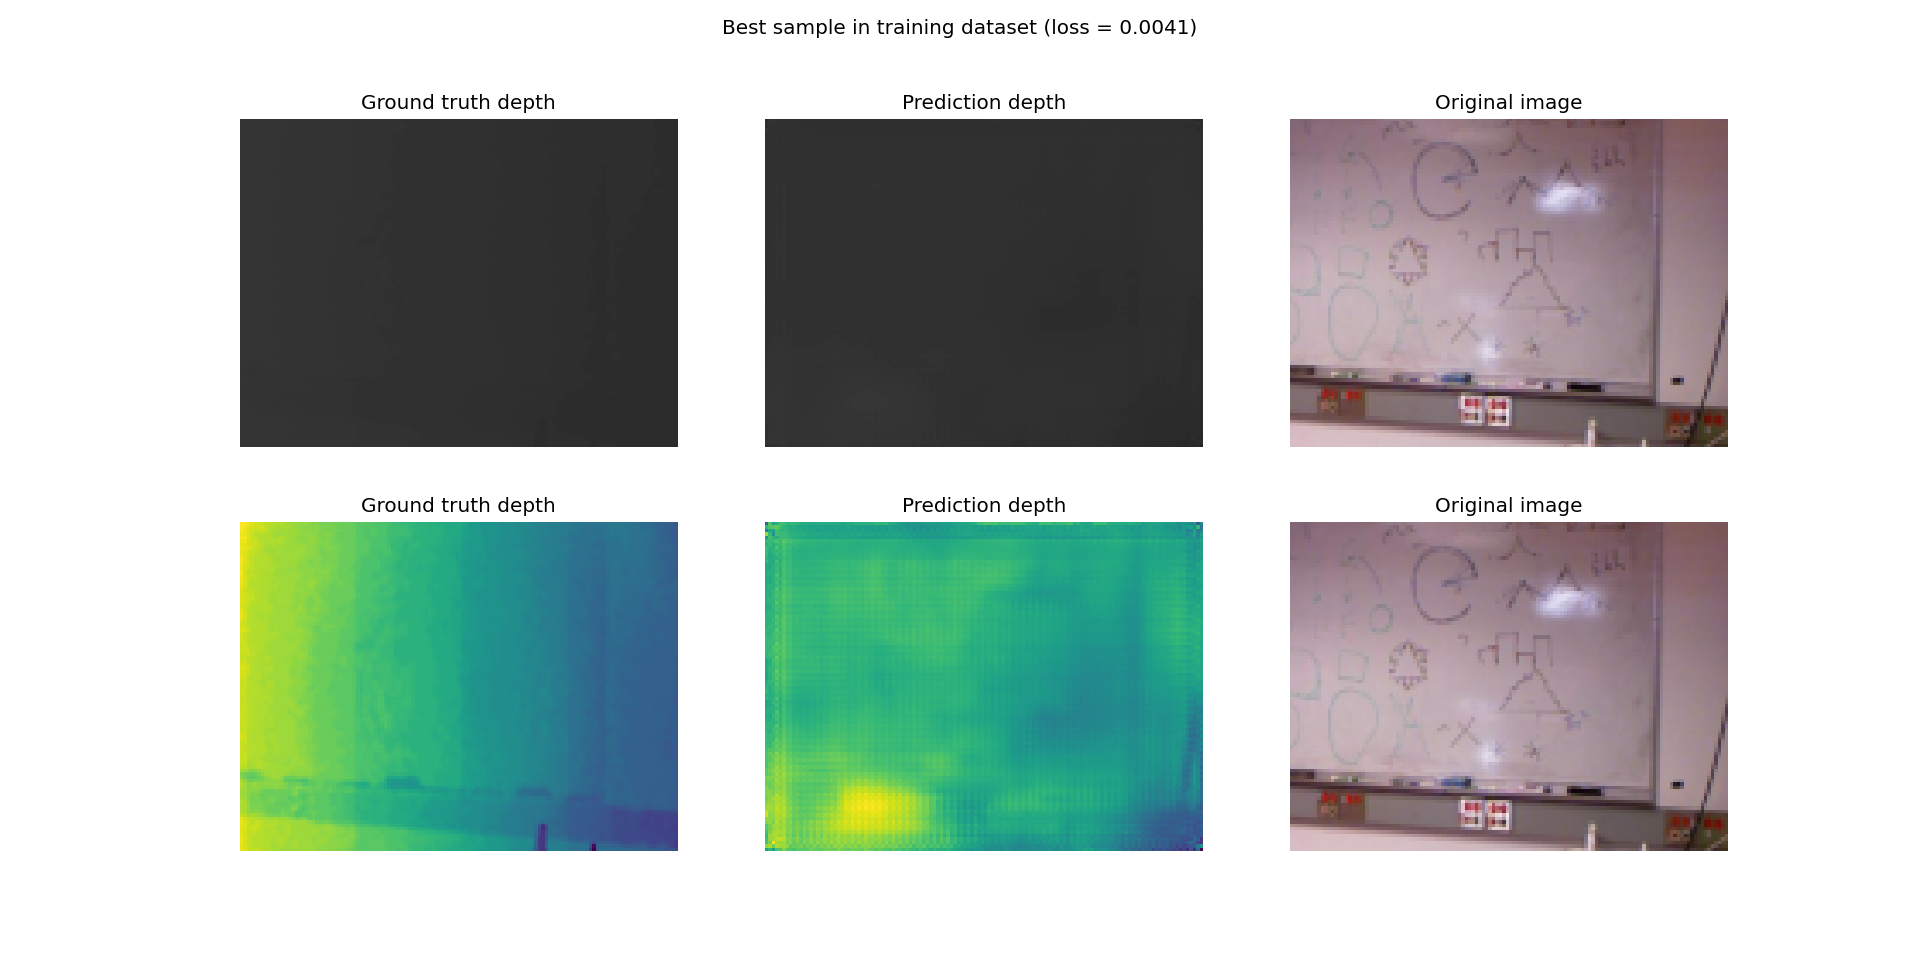 Best sample in training dataset (loss = 0.0041)
Ground truth depth
Prediction depth
Original image
Ground truth depth
Prediction depth
Original image